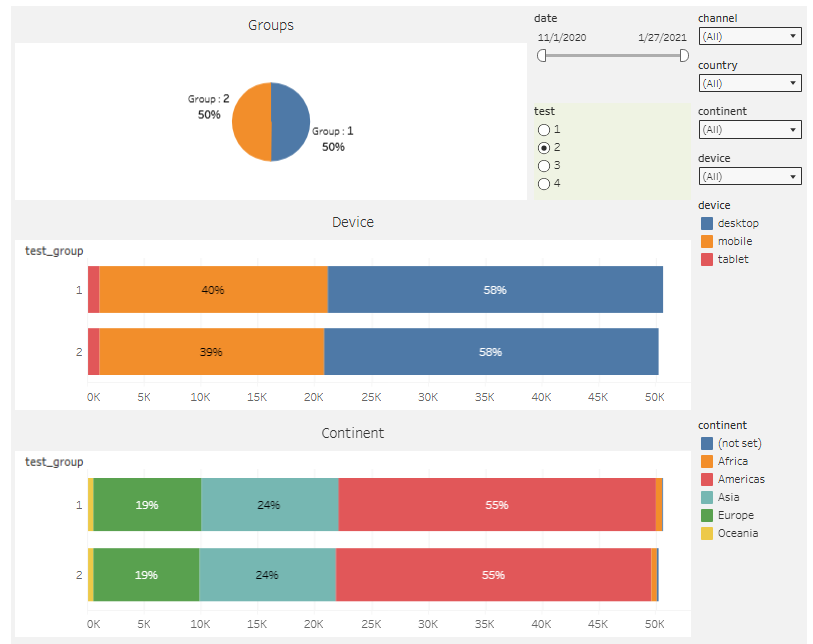 Groups
Group : 2
50%
Group : 1
50%
date
11/1/2020 1/27/2021
test
1
2
3
4
channel
(All)
country
(All)
continent
(All)
device
(All)
device
desktop
mobile
tablet
Device
test_group
1 40% 58%
2 39% 58%
0K 5K 10K 15K 20K 25K 30K 35K 40K 45K 50K
Continent
test_group
1 19% 24% 55%
2 19% 24% 55%
0K 5K 10K 15K 20K 25K 30K 35K 40K 45K 50K
continent
(not set)
Africa
Americas
Asia
Europe
Oceania